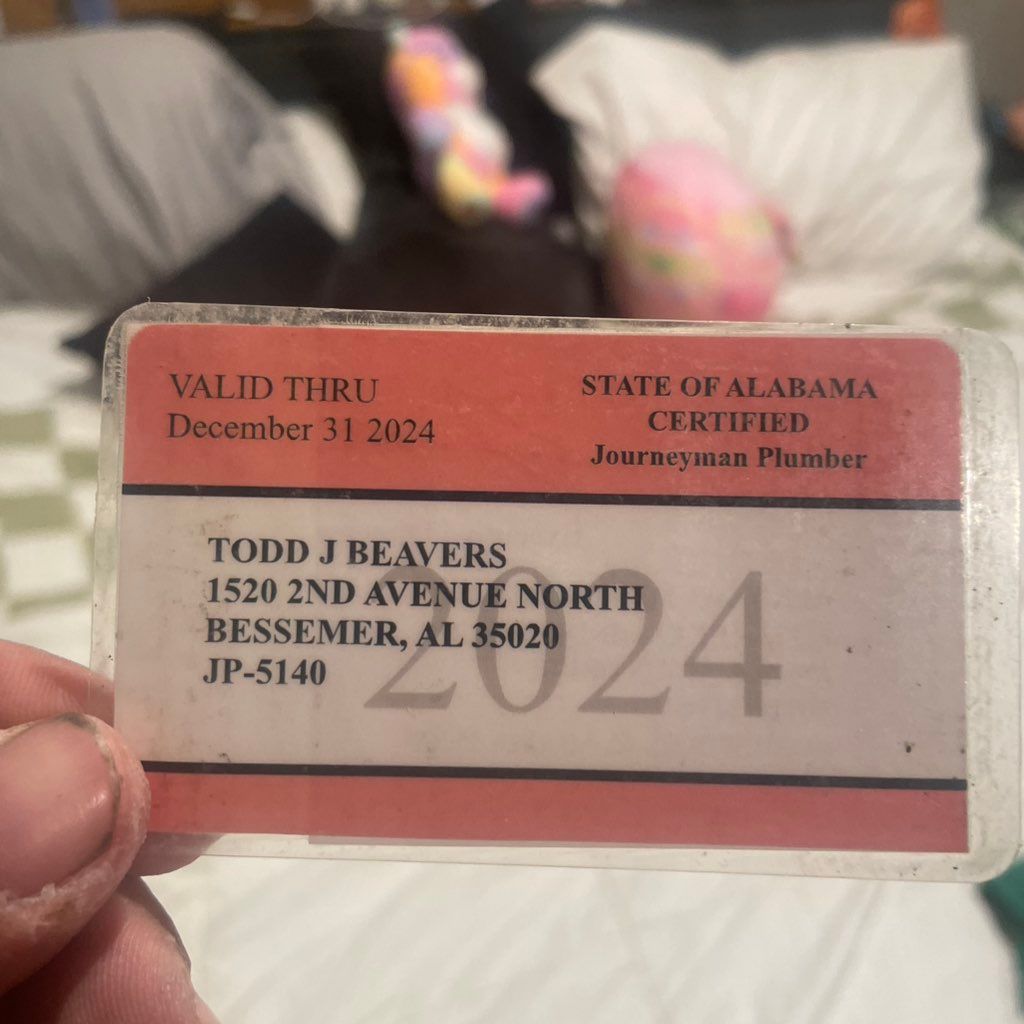 VALID THRU
December 31 2024
STATE OF ALABAMA
CERTIFIED
Journeyman Plumber
TODD J BEAVERS
1520 2ND AVENUE NORTH
BESSEMER, AL 35020
JP-5140
2024